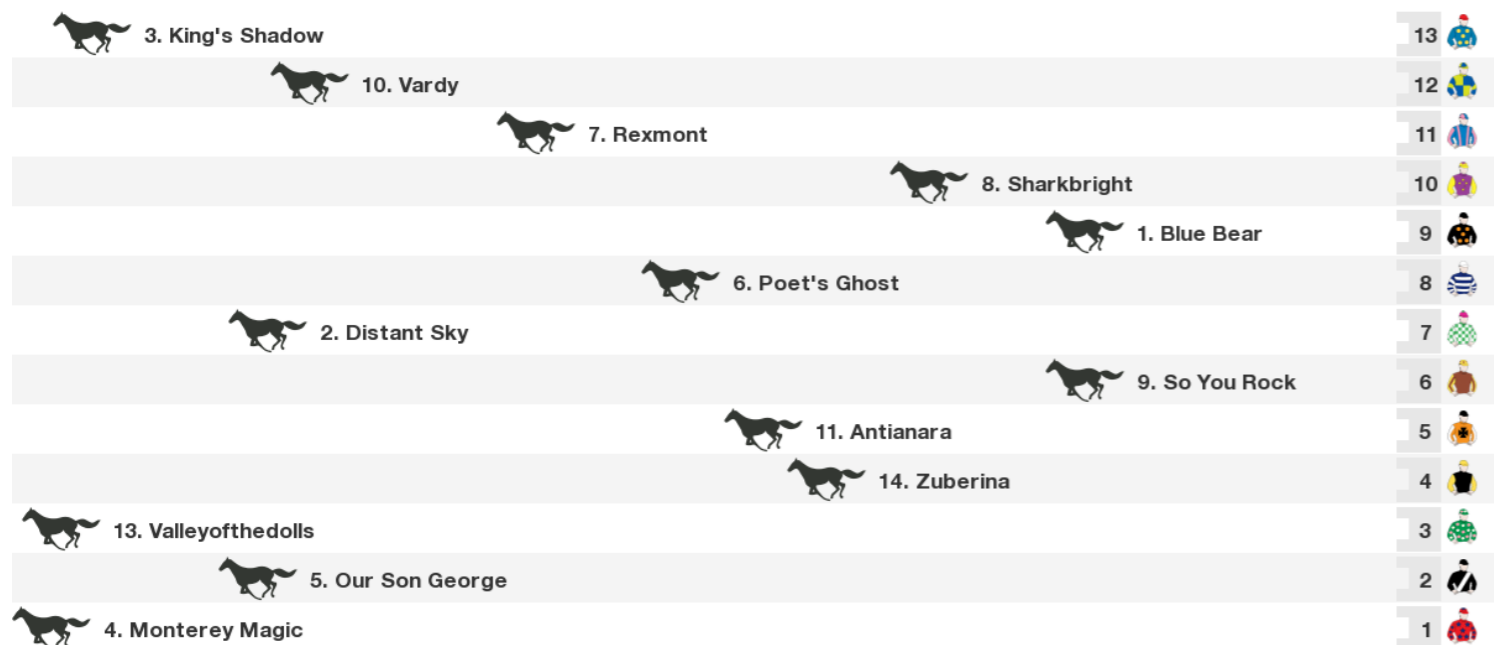 3. King's Shadow 13
10. Vardy 12
7. Rexmont 11
8. Sharkbright 10
1. Blue Bear 9
6. Poet's Ghost 8
2. Distant Sky 7
9. So You Rock 6
11. Antianara 5
14. Zuberina 4
13. Valleyofthedolls 3
5. Our Son George 2
4. Monterey Magic 1